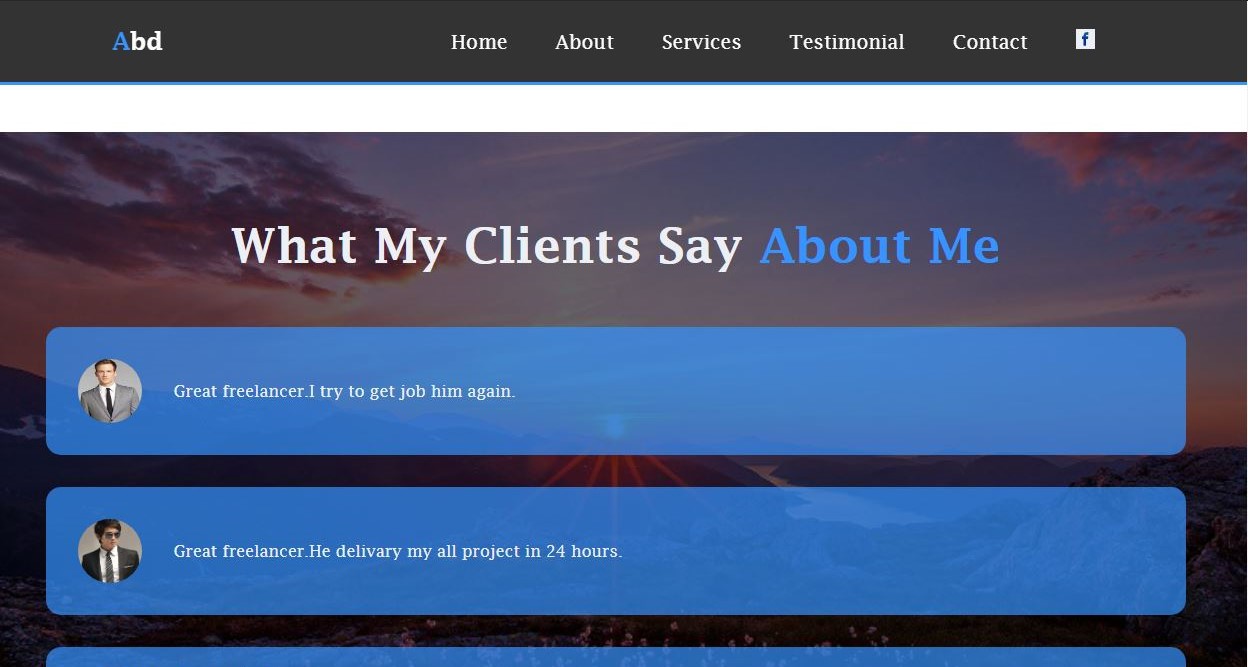 Abd Home About Services Testimonial Contact f
What My Clients Say About Me
Great freelancer.I try to get job him again.
Great freelancer.He delivary my all project in 24 hours.